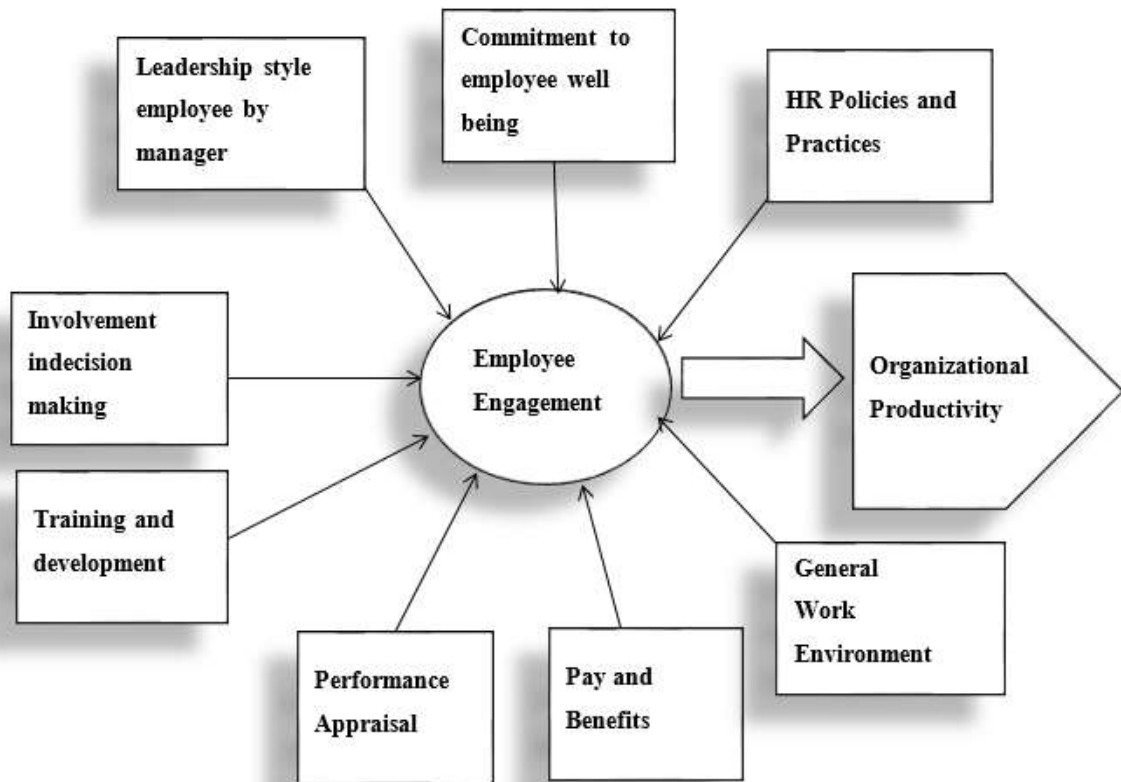 Leadership style
employee by
manager
Commitment to
employee well
being
HR Policies and
Practices
Involvement
indecision
making
Employee
Engagement
Organizational
Productivity
Training and
development
Performance
Appraisal
Pay and
Benefits
General
Work
Environment